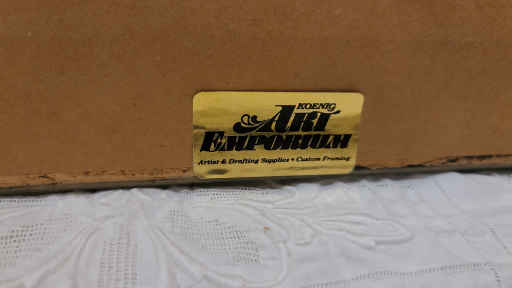 KOENIG
ART
EMPORIUM
Artist & Drafting Supplies • Custom Framing